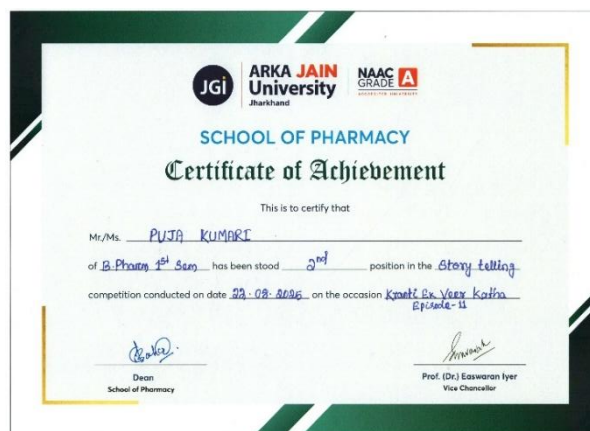 JGi
ARKA JAIN
University
Jharkhand
NAAC
GRADE A
ACCREDITED UNIVERSITY
SCHOOL OF PHARMACY
Certificate of Achievement
This is to certify that
Mr./Ms. PUJA KUMARI
of B.Pharm 1st Sem has been stood 2nd position in the Story telling
competition conducted on date 22.08.2025 on the occasion Kranti Ek Veer Katha
Episode-11
Dean
School of Pharmacy
Prof. (Dr.) Easwaran Iyer
Vice Chancellor